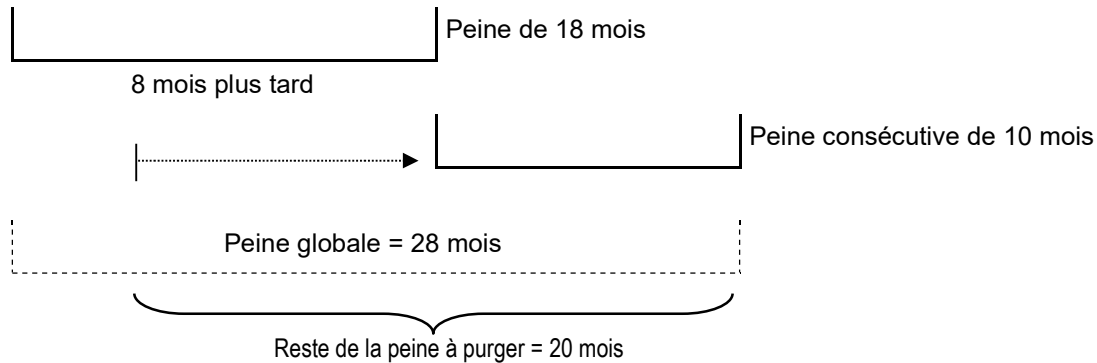 Peine de 18 mois
8 mois plus tard
Peine consécutive de 10 mois
Peine globale = 28 mois
Reste de la peine à purger = 20 mois